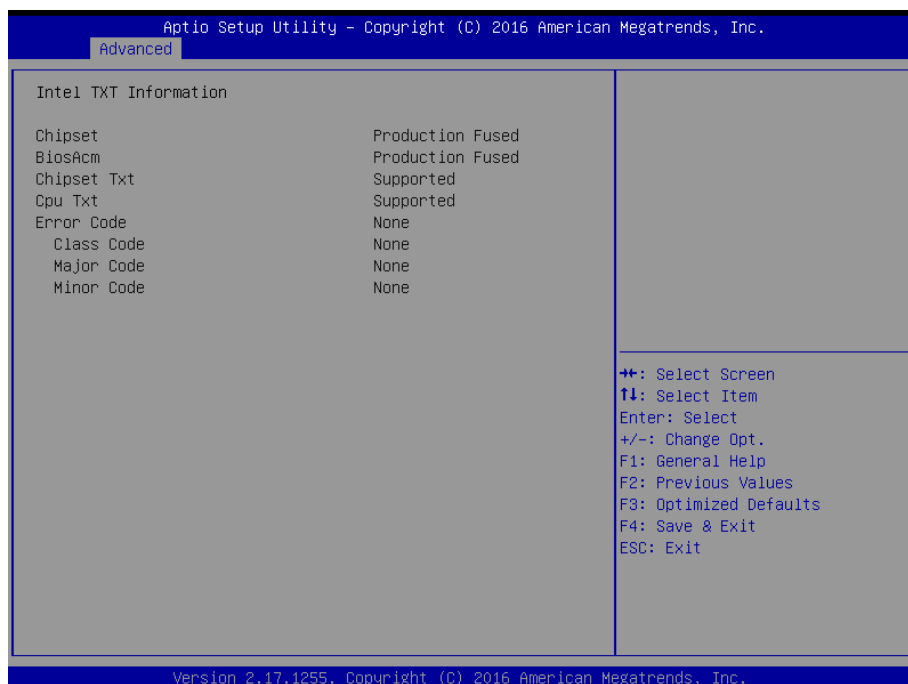 Aptio Setup Utility – Copyright (C) 2016 American Megatrends, Inc.
Advanced
Intel TXT Information
Chipset Production Fused
BiosAcm Production Fused
Chipset Txt Supported
Cpu Txt Supported
Error Code None
Class Code None
Major Code None
Minor Code None
→←: Select Screen
↑↓: Select Item
Enter: Select
+/-: Change Opt.
F1: General Help
F2: Previous Values
F3: Optimized Defaults
F4: Save & Exit
ESC: Exit
Version 2.17.1255. Copyright (C) 2016 American Megatrends, Inc.